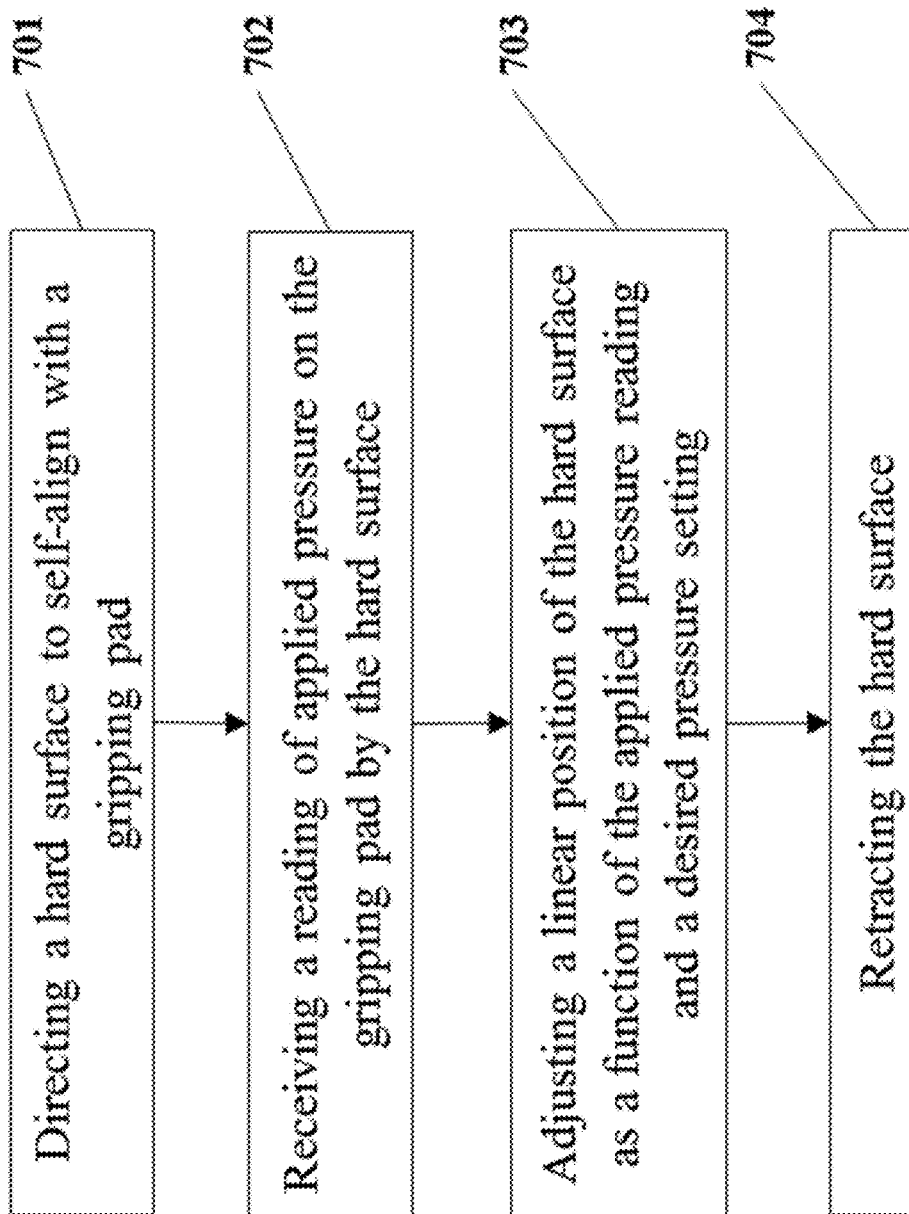 701
Directing a hard surface to self-align with a
gripping pad
702
Receiving a reading of applied pressure on the
gripping pad by the hard surface
703
Adjusting a linear position of the hard surface
as a function of the applied pressure reading
and a desired pressure setting
704
Retracting the hard surface